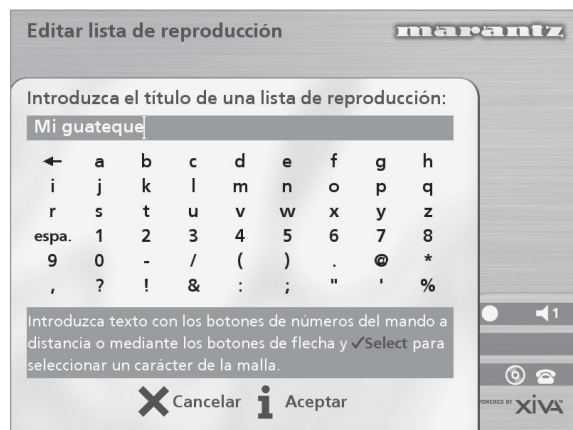 Editar lista de reproducción
marantz
Introduzca el título de una lista de reproducción:
Mi guateque
← a b c d e f g h
i j k l m n o p q
r s t u v w x y z
espa. 1 2 3 4 5 6 7 8
9 0 - / ( ) . @ *
, ? ! & : ; " ' %
Introduzca texto con los botones de números del mando a
distancia o mediante los botones de flecha y ✓Select para
seleccionar un carácter de la malla.
1
Cancelar i Aceptar
POWERED BY XiVA